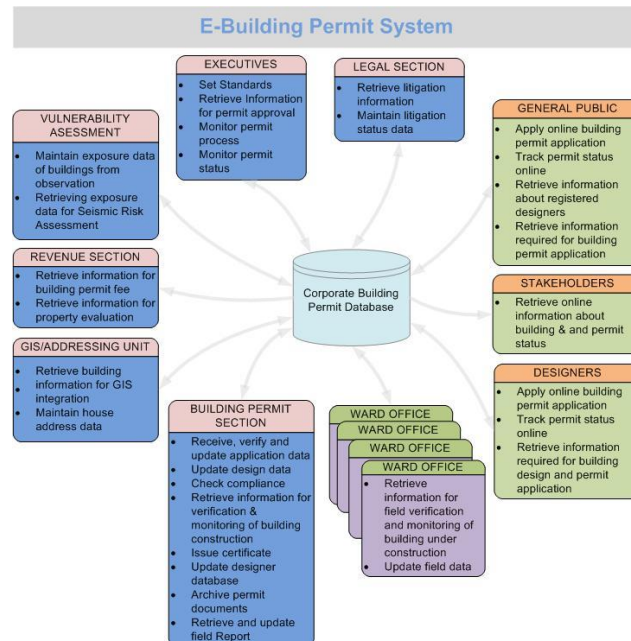 E-Building Permit System
EXECUTIVES
Set Standards
Retrieve Information
for permit approval
Monitor permit
process
Monitor permit
status
LEGAL SECTION
Retrieve litigation
information
Maintain litigation
status data
VULNERABILITY
ASESSMENT
Maintain exposure data
of buildings from
observation
Retrieving exposure
data for Seismic Risk
Assessment
GENERAL PUBLIC
Apply online building
permit application
Track permit status
online
Retrieve information
about registered
designers
Retrieve information
required for building
permit application
REVENUE SECTION
Retrieve information for
building permit fee
Retrieve information for
property evaluation
Corporate Building
Permit Database
STAKEHOLDERS
Retrieve online
information about
building & and permit
status
GIS/ADDRESSING UNIT
Retrieve building
information for GIS
integration
Maintain house
address data
DESIGNERS
Apply online building
permit application
Track permit status
online
Retrieve information
required for building
design and permit
application
BUILDING PERMIT
SECTION
Receive, verify and
update application data
Update design data
Check compliance
Retrieve information for
verification &
monitoring of building
construction
Issue certificate
Update designer
database
Archive permit
documents
Retrieve and update
field Report
WARD OFFICE
WARD OFFICE
WARD OFFICE
WARD OFFICE
Retrieve
information for
field verification
and monitoring of
building under
construction
Update field data